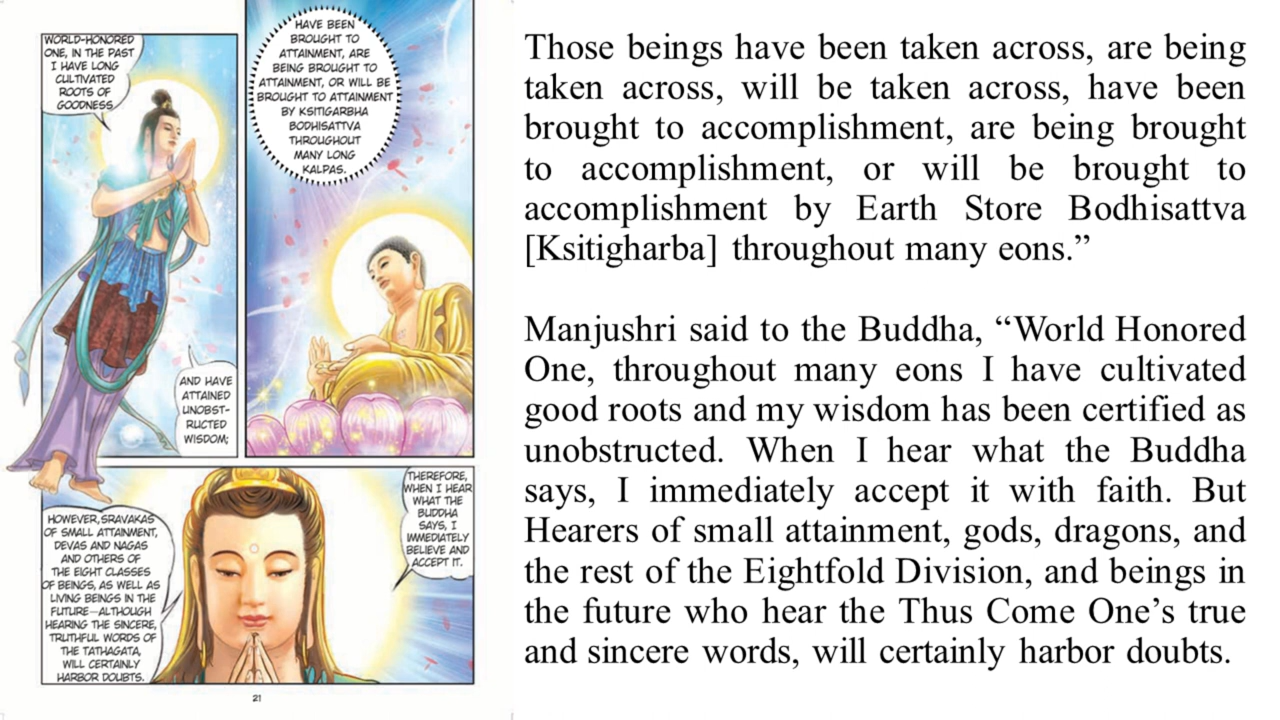 WORLD-HONORED
ONE, IN THE PAST
I HAVE LONG
CULTIVATED
ROOTS OF
GOODNESS
AND HAVE
ATTAINED
UNOBST-
RUCTED
WISDOM;
HAVE BEEN
BROUGHT TO
ATTAINMENT, ARE
BEING BROUGHT TO
ATTAINMENT, OR WILL BE
BROUGHT TO ATTAINMENT
BY KSITIGARBHA
BODHISATTVA
THROUGHOUT
MANY LONG
KALPAS.
THEREFORE,
WHEN I HEAR
WHAT THE
BUDDHA
SAYS, I
IMMEDIATELY
BELIEVE AND
ACCEPT IT.
HOWEVER, SRAVAKAS
OF SMALL ATTAINMENT,
DEVAS AND NAGAS
AND OTHERS OF
THE EIGHT CLASSES
OF BEINGS, AS WELL AS
LIVING BEINGS IN THE
FUTURE—ALTHOUGH
HEARING THE SINCERE,
TRUTHFUL WORDS OF
THE TATHAGATA,
WILL CERTAINLY
HARBOR DOUBTS.
21
Those beings have been taken across, are being
taken across, will be taken across, have been
brought to accomplishment, are being brought
to accomplishment, or will be brought to
accomplishment by Earth Store Bodhisattva
[Ksitigharba] throughout many eons.”
Manjushri said to the Buddha, “World Honored
One, throughout many eons I have cultivated
good roots and my wisdom has been certified as
unobstructed. When I hear what the Buddha
says, I immediately accept it with faith. But
Hearers of small attainment, gods, dragons, and
the rest of the Eightfold Division, and beings in
the future who hear the Thus Come One’s true
and sincere words, will certainly harbor doubts.